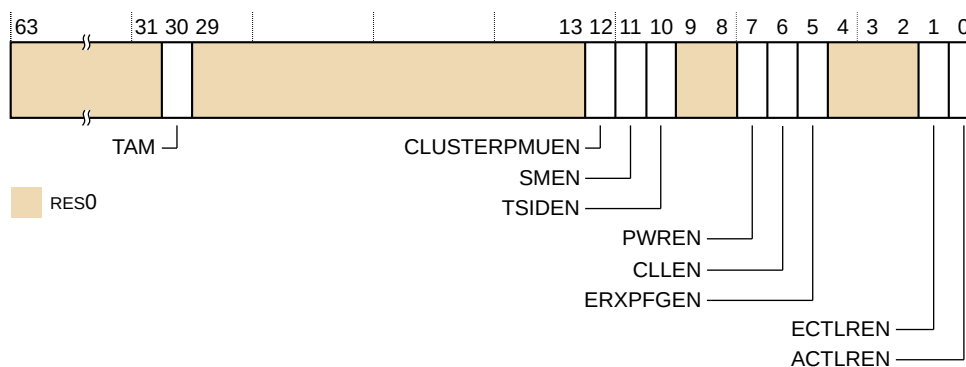 63 31 30 29 13 12 11 10 9 8 7 6 5 4 3 2 1 0
TAM
CLUSTERPMUEN
SMEN
RES0
TSIDEN
PWREN
CLLEN
ERXPFGEN
ECTLREN
ACTLREN